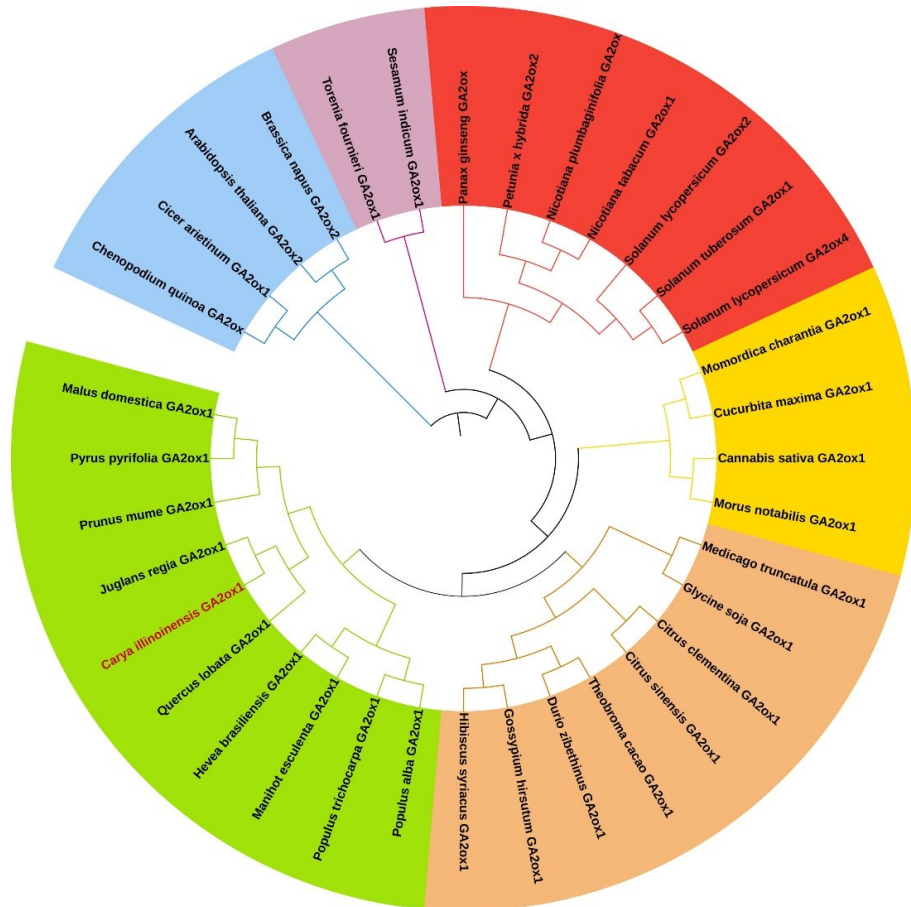 Chenopodium quinoa GA2ox
Cicer arietinum GA2ox1
Arabidopsis thaliana GA2ox2
Brassica napus GA2ox2
Torenia fournieri GA2ox1
Sesamum indicum GA2ox1
Panax ginseng GA2ox
Petunia x hybrida GA2ox2
Nicotiana plumbaginifolia GA2ox
Nicotiana tabacum GA2ox1
Solanum lycopersicum GA2ox2
Solanum tuberosum GA2ox1
Solanum lycopersicum GA2ox4
Momordica charantia GA2ox1
Cucurbita maxima GA2ox1
Cannabis sativa GA2ox1
Morus notabilis GA2ox1
Medicago truncatula GA2ox1
Glycine soja GA2ox1
Citrus clementina GA2ox1
Citrus sinensis GA2ox1
Theobroma cacao GA2ox1
Durio zibethinus GA2ox1
Gossypium hirsutum GA2ox1
Hibiscus syriacus GA2ox1
Populus alba GA2ox1
Populus trichocarpa GA2ox1
Manihot esculenta GA2ox1
Hevea brasiliensis GA2ox1
Quercus lobata GA2ox1
Carya illinoinensis GA2ox1
Juglans regia GA2ox1
Prunus mume GA2ox1
Pyrus pyrifolia GA2ox1
Malus domestica GA2ox1